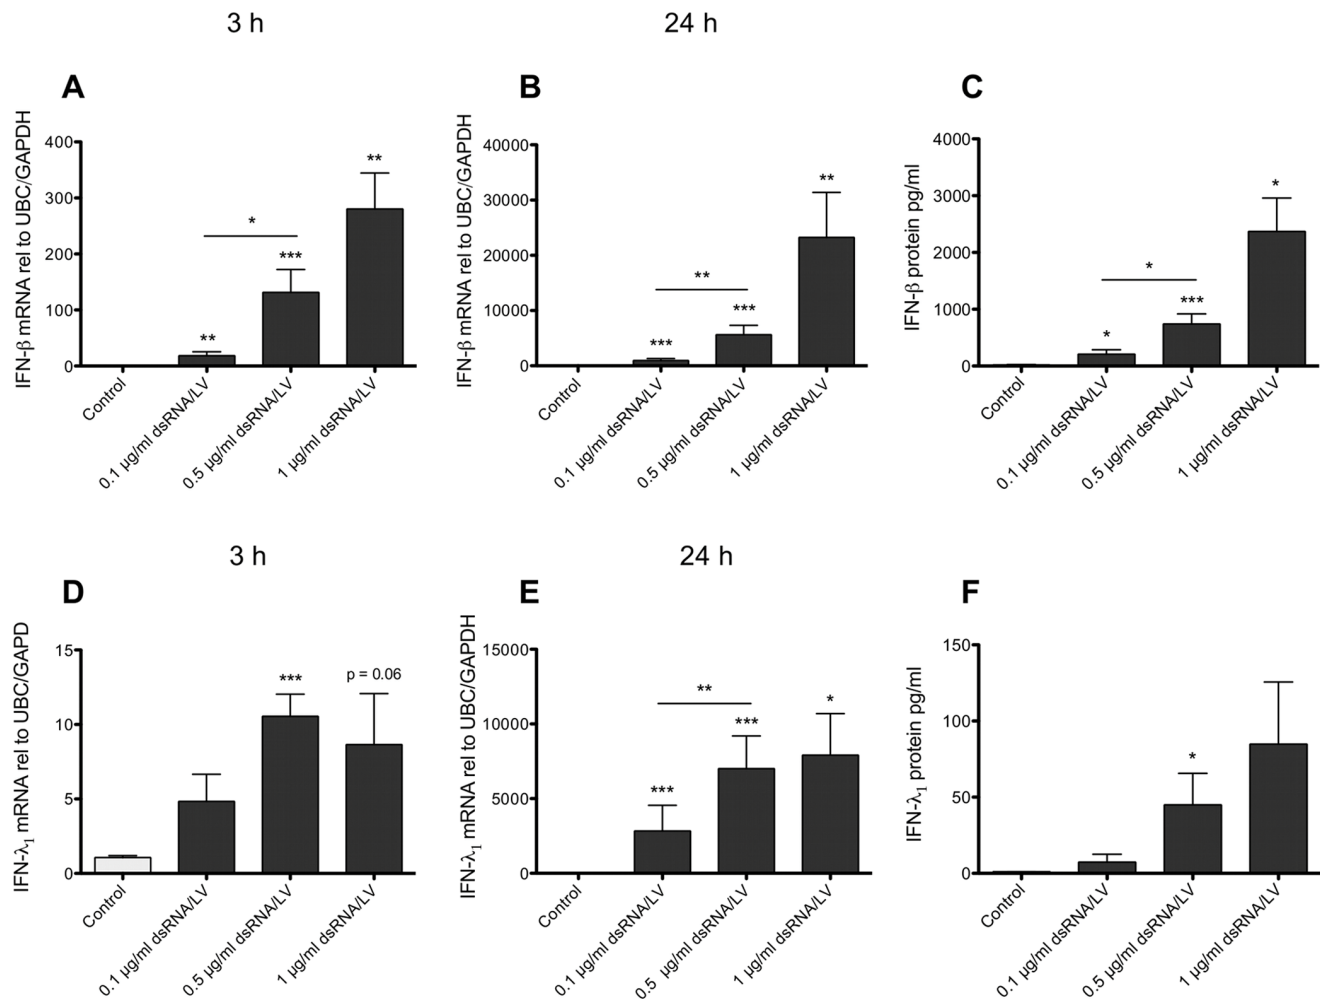 3 h
24 h
A
IFN-β mRNA rel to UBC/GAPDH
400
300
200
100
0
**
*
***
**
Control
0.1 µg/ml dsRNA/LV
0.5 µg/ml dsRNA/LV
1 µg/ml dsRNA/LV
B
IFN-β mRNA rel to UBC/GAPDH
40000
30000
20000
10000
0
**
**
***
***
Control
0.1 µg/ml dsRNA/LV
0.5 µg/ml dsRNA/LV
1 µg/ml dsRNA/LV
C
IFN-β protein pg/ml
4000
3000
2000
1000
0
*
*
***
*
Control
0.1 µg/ml dsRNA/LV
0.5 µg/ml dsRNA/LV
1 µg/ml dsRNA/LV
3 h
24 h
D
IFN-λ1 mRNA rel to UBC/GAPD
15
10
5
0
***
p = 0.06
Control
0.1 µg/ml dsRNA/LV
0.5 µg/ml dsRNA/LV
1 µg/ml dsRNA/LV
E
IFN-λ1 mRNA rel to UBC/GAPDH
15000
10000
5000
0
**
***
*
***
Control
0.1 µg/ml dsRNA/LV
0.5 µg/ml dsRNA/LV
1 µg/ml dsRNA/LV
F
IFN-λ1 protein pg/ml
150
100
50
0
*
Control
0.1 µg/ml dsRNA/LV
0.5 µg/ml dsRNA/LV
1 µg/ml dsRNA/LV